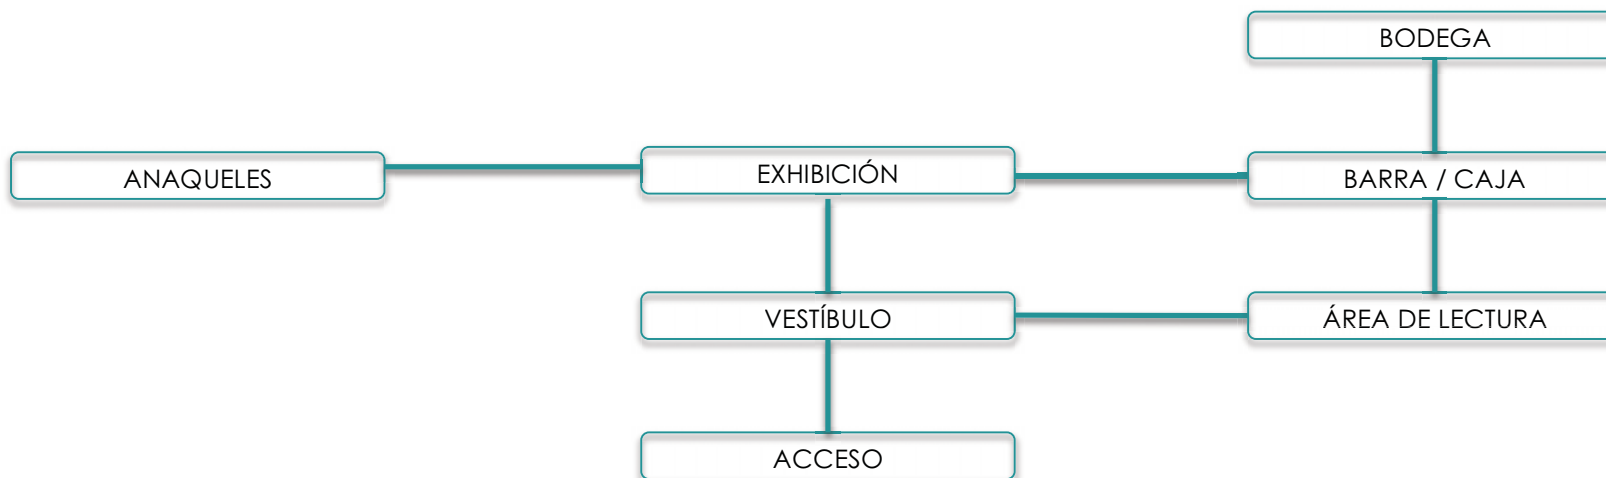 BODEGA
ANAQUELES
EXHIBICIÓN
BARRA / CAJA
VESTÍBULO
ÁREA DE LECTURA
ACCESO